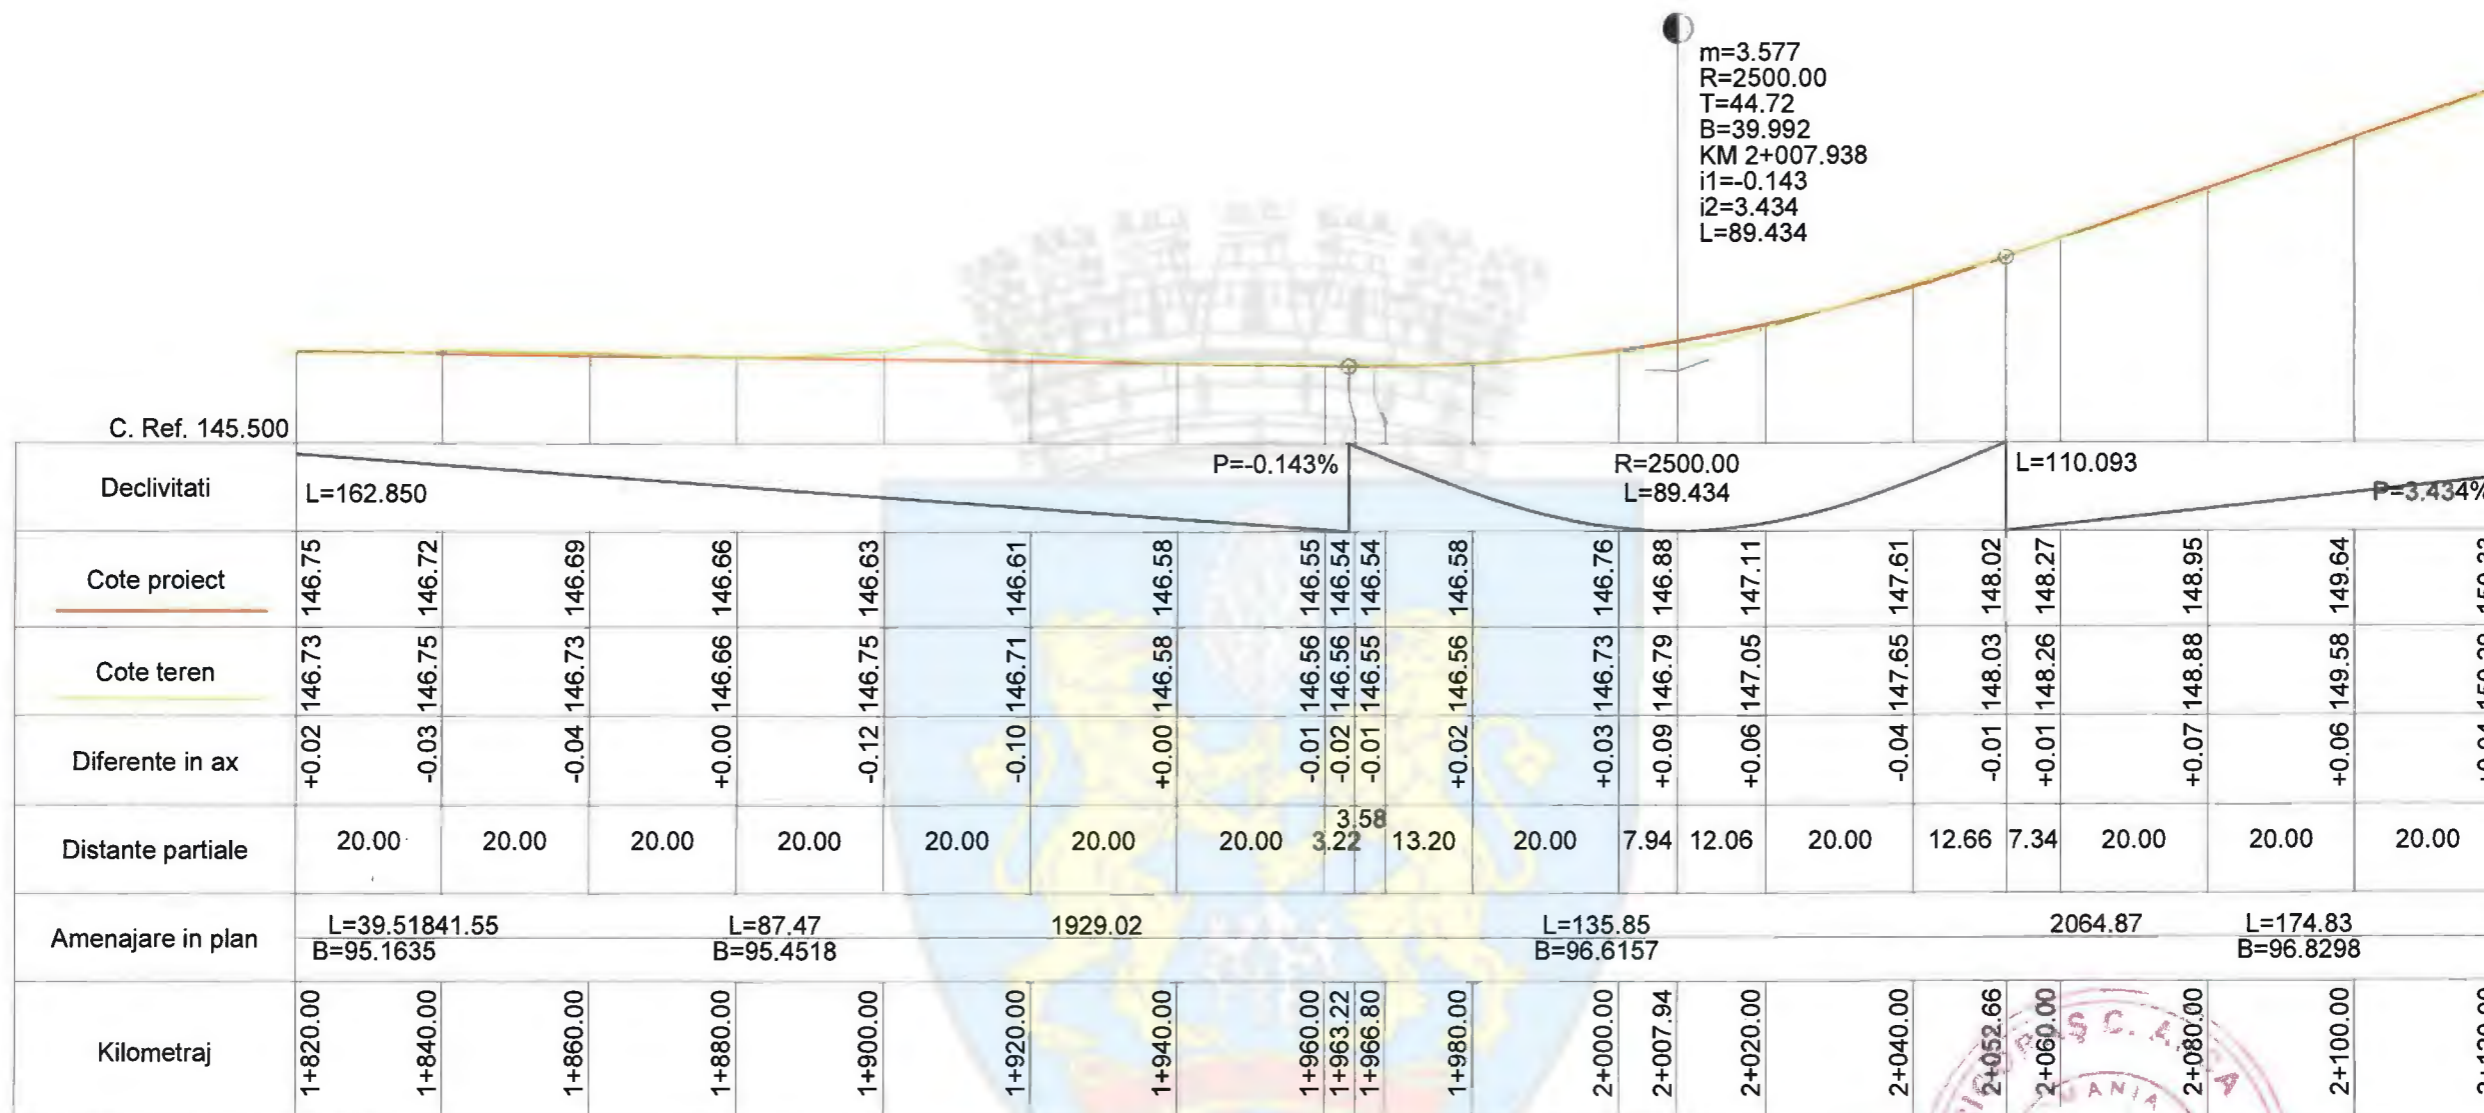 m=3.577
R=2500.00
T=44.72
B=39.992
KM 2+007.938
i1=-0.143
i2=3.434
L=89.434
C. Ref. 145.500
Declivitati
L=162.850
P=-0.143%
R=2500.00
L=89.434
L=110.093
P=3.434%
Cote proiect
146.75 146.72 146.69 146.66 146.63 146.61 146.58 146.55 146.54 146.54 146.58 146.76 146.88 147.11 147.61 148.02 148.27 148.95 149.64
Cote teren
146.73 146.75 146.73 146.66 146.75 146.71 146.58 146.56 146.56 146.55 146.56 146.73 146.79 147.05 147.65 148.03 148.26 148.88 149.58
Diferente in ax
+0.02 -0.03 -0.04 +0.00 -0.12 -0.10 +0.00 -0.01 -0.02 -0.01 +0.02 +0.03 +0.09 +0.06 -0.04 -0.01 +0.01 +0.07 +0.06
Distante partiale
20.00 20.00 20.00 20.00 20.00 20.00 20.00 3.22 3.58 13.20 20.00 7.94 12.06 20.00 12.66 7.34 20.00 20.00 20.00
Amenajare in plan
L=39.51841.55 L=87.47 1929.02 L=135.85 2064.87 L=174.83
B=95.1635 B=95.4518 B=96.6157 B=96.8298
Kilometraj
1+820.00 1+840.00 1+860.00 1+880.00 1+900.00 1+920.00 1+940.00 1+960.00 1+963.22 1+966.80 1+980.00 2+000.00 2+007.94 2+020.00 2+040.00 2+052.66 2+060.00 2+080.00 2+100.00